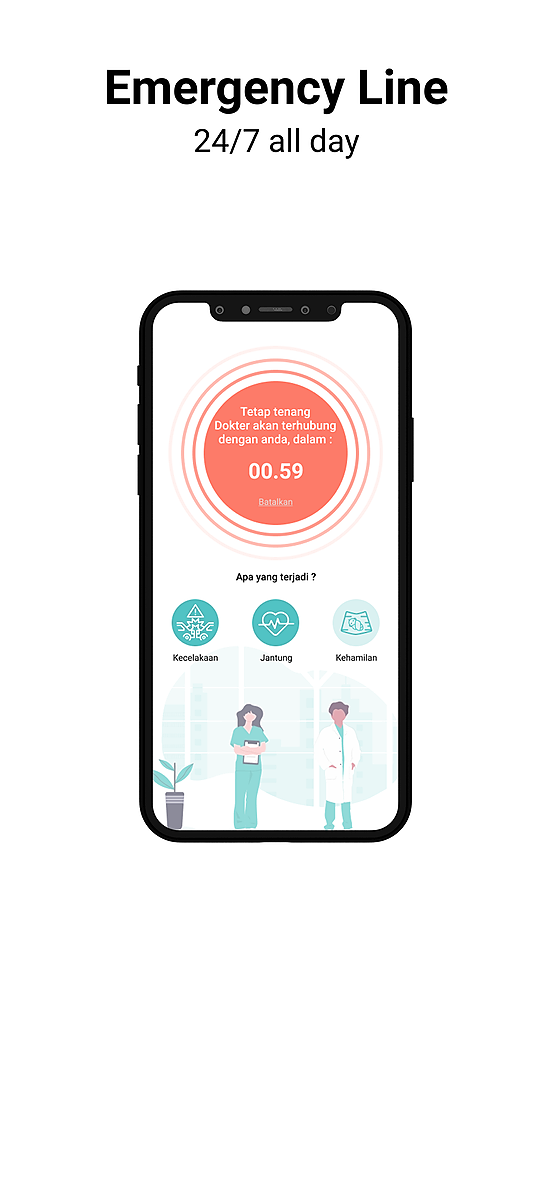 Emergency Line
24/7 all day
Tetap tenang
Dokter akan terhubung
dengan anda, dalam :
00.59
Batalkan
Apa yang terjadi ?
Kecelakaan
Jantung
Kehamilan